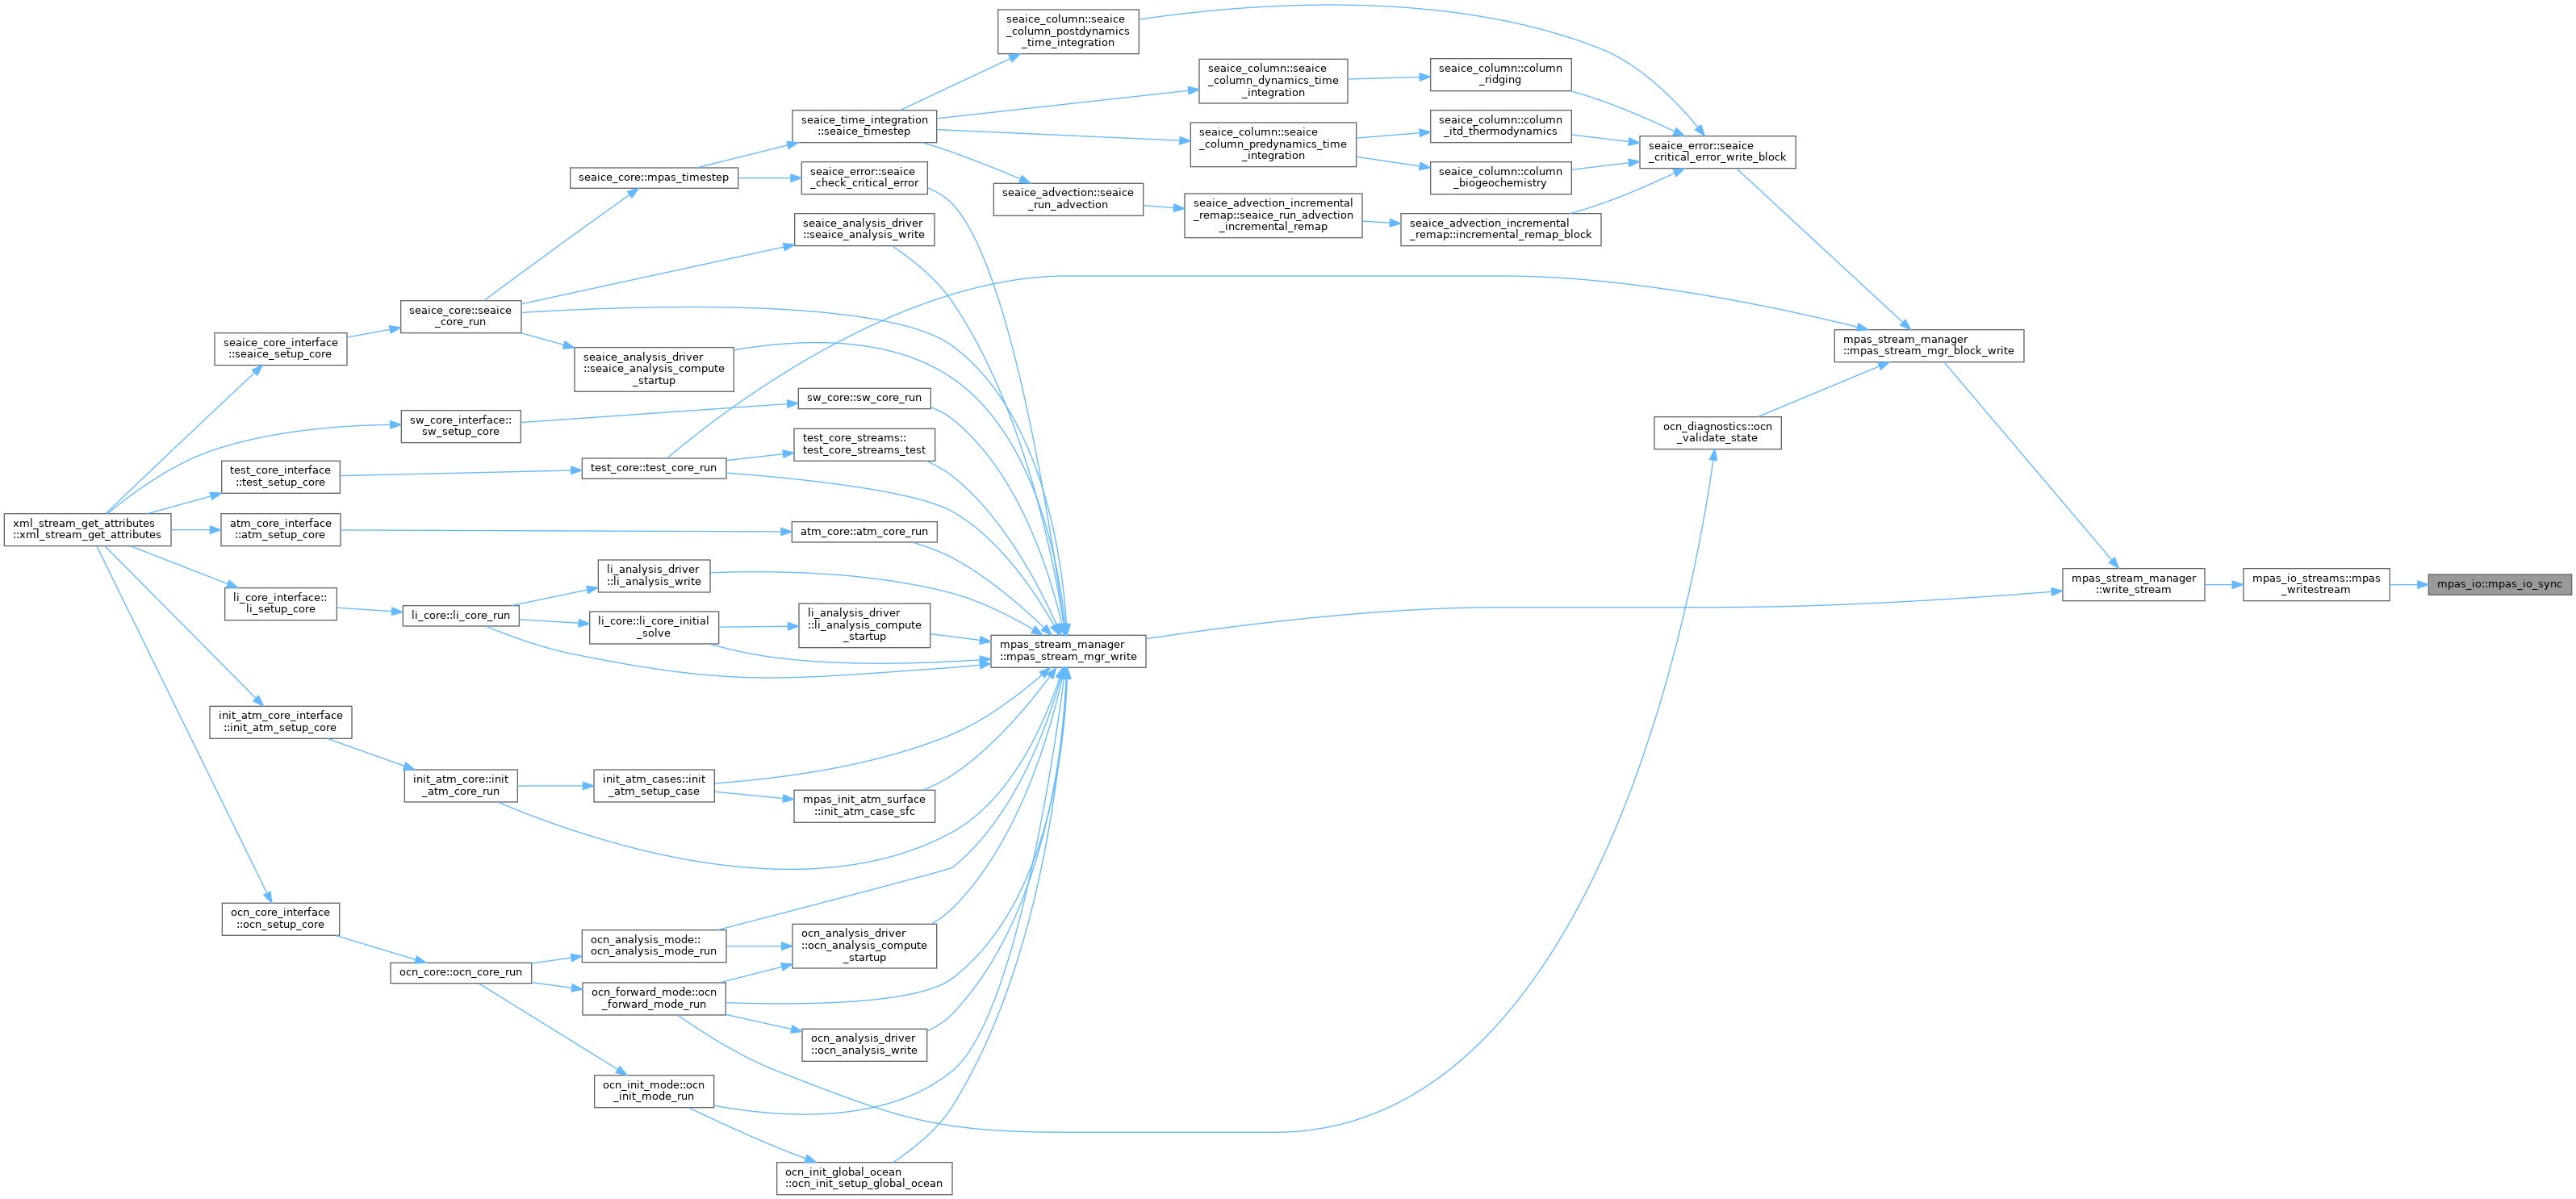 xml_stream_get_attributes
::xml_stream_get_attributes
seaice_core_interface
::seaice_setup_core
sw_core_interface::
sw_setup_core
test_core_interface
::test_setup_core
atm_core_interface
::atm_setup_core
li_core_interface::
li_setup_core
init_atm_core_interface
::init_atm_setup_core
ocn_core_interface
::ocn_setup_core
seaice_core::seaice
_core_run
li_core::li_core_run
init_atm_core::init
_atm_core_run
ocn_core::ocn_core_run
seaice_core::mpas_timestep
seaice_analysis_driver
::seaice_analysis_compute
_startup
test_core::test_core_run
li_analysis_driver
::li_analysis_write
li_core::li_core_initial
_solve
init_atm_cases::init
_atm_setup_case
ocn_analysis_mode::
ocn_analysis_mode_run
ocn_forward_mode::ocn
_forward_mode_run
ocn_init_mode::ocn
_init_mode_run
seaice_time_integration
::seaice_timestep
seaice_error::seaice
_check_critical_error
seaice_analysis_driver
::seaice_analysis_write
sw_core::sw_core_run
test_core_streams::
test_core_streams_test
atm_core::atm_core_run
li_analysis_driver
::li_analysis_compute
_startup
mpas_init_atm_surface
::init_atm_case_sfc
ocn_analysis_driver
::ocn_analysis_compute
_startup
ocn_analysis_driver
::ocn_analysis_write
ocn_init_global_ocean
::ocn_init_setup_global_ocean
seaice_column::seaice
_column_postdynamics
_time_integration
seaice_advection::seaice
_run_advection
mpas_stream_manager
::mpas_stream_mgr_write
seaice_column::seaice
_column_dynamics_time
_integration
seaice_column::seaice
_column_predynamics_time
_integration
seaice_advection_incremental
_remap::seaice_run_advection
_incremental_remap
seaice_column::column
_ridging
seaice_column::column
_itd_thermodynamics
seaice_column::column
_biogeochemistry
seaice_advection_incremental
_remap::incremental_remap_block
seaice_error::seaice
_critical_error_write_block
ocn_diagnostics::ocn
_validate_state
mpas_stream_manager
::mpas_stream_mgr_block_write
mpas_stream_manager
::write_stream
mpas_io_streams::mpas
_writestream
mpas_io::mpas_io_sync